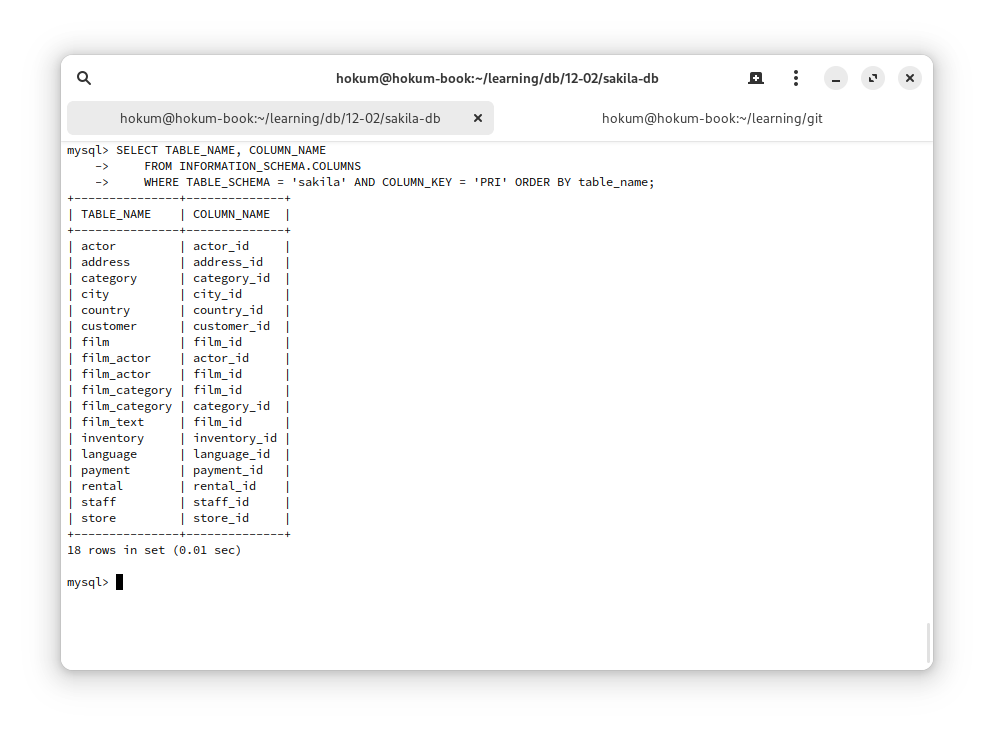 hokum@hokum-book:~/learning/db/12-02/sakila-db
hokum@hokum-book:~/learning/db/12-02/sakila-db
hokum@hokum-book:~/learning/git
mysql> SELECT TABLE_NAME, COLUMN_NAME
    ->     FROM INFORMATION_SCHEMA.COLUMNS
    ->     WHERE TABLE_SCHEMA = 'sakila' AND COLUMN_KEY = 'PRI' ORDER BY table_name;
+---------------+--------------+
| TABLE_NAME    | COLUMN_NAME  |
+---------------+--------------+
| actor         | actor_id     |
| address       | address_id   |
| category      | category_id  |
| city          | city_id      |
| country       | country_id   |
| customer      | customer_id  |
| film          | film_id      |
| film_actor    | actor_id     |
| film_actor    | film_id      |
| film_category | film_id      |
| film_category | category_id  |
| film_text     | film_id      |
| inventory     | inventory_id |
| language      | language_id  |
| payment       | payment_id   |
| rental        | rental_id    |
| staff         | staff_id     |
| store         | store_id     |
+---------------+--------------+
18 rows in set (0.01 sec)
mysql>